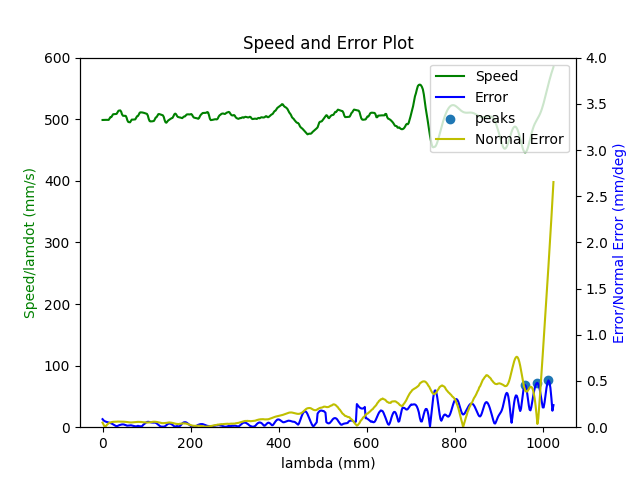 Speed and Error Plot
Speed
Error
peaks
Normal Error
Speed/lamdot (mm/s)
600
500
400
300
200
100
0
4.0
3.5
3.0
2.5
2.0
1.5
1.0
0.5
0.0
Error/Normal Error (mm/deg)
0
200
400
600
800
1000
lambda (mm)